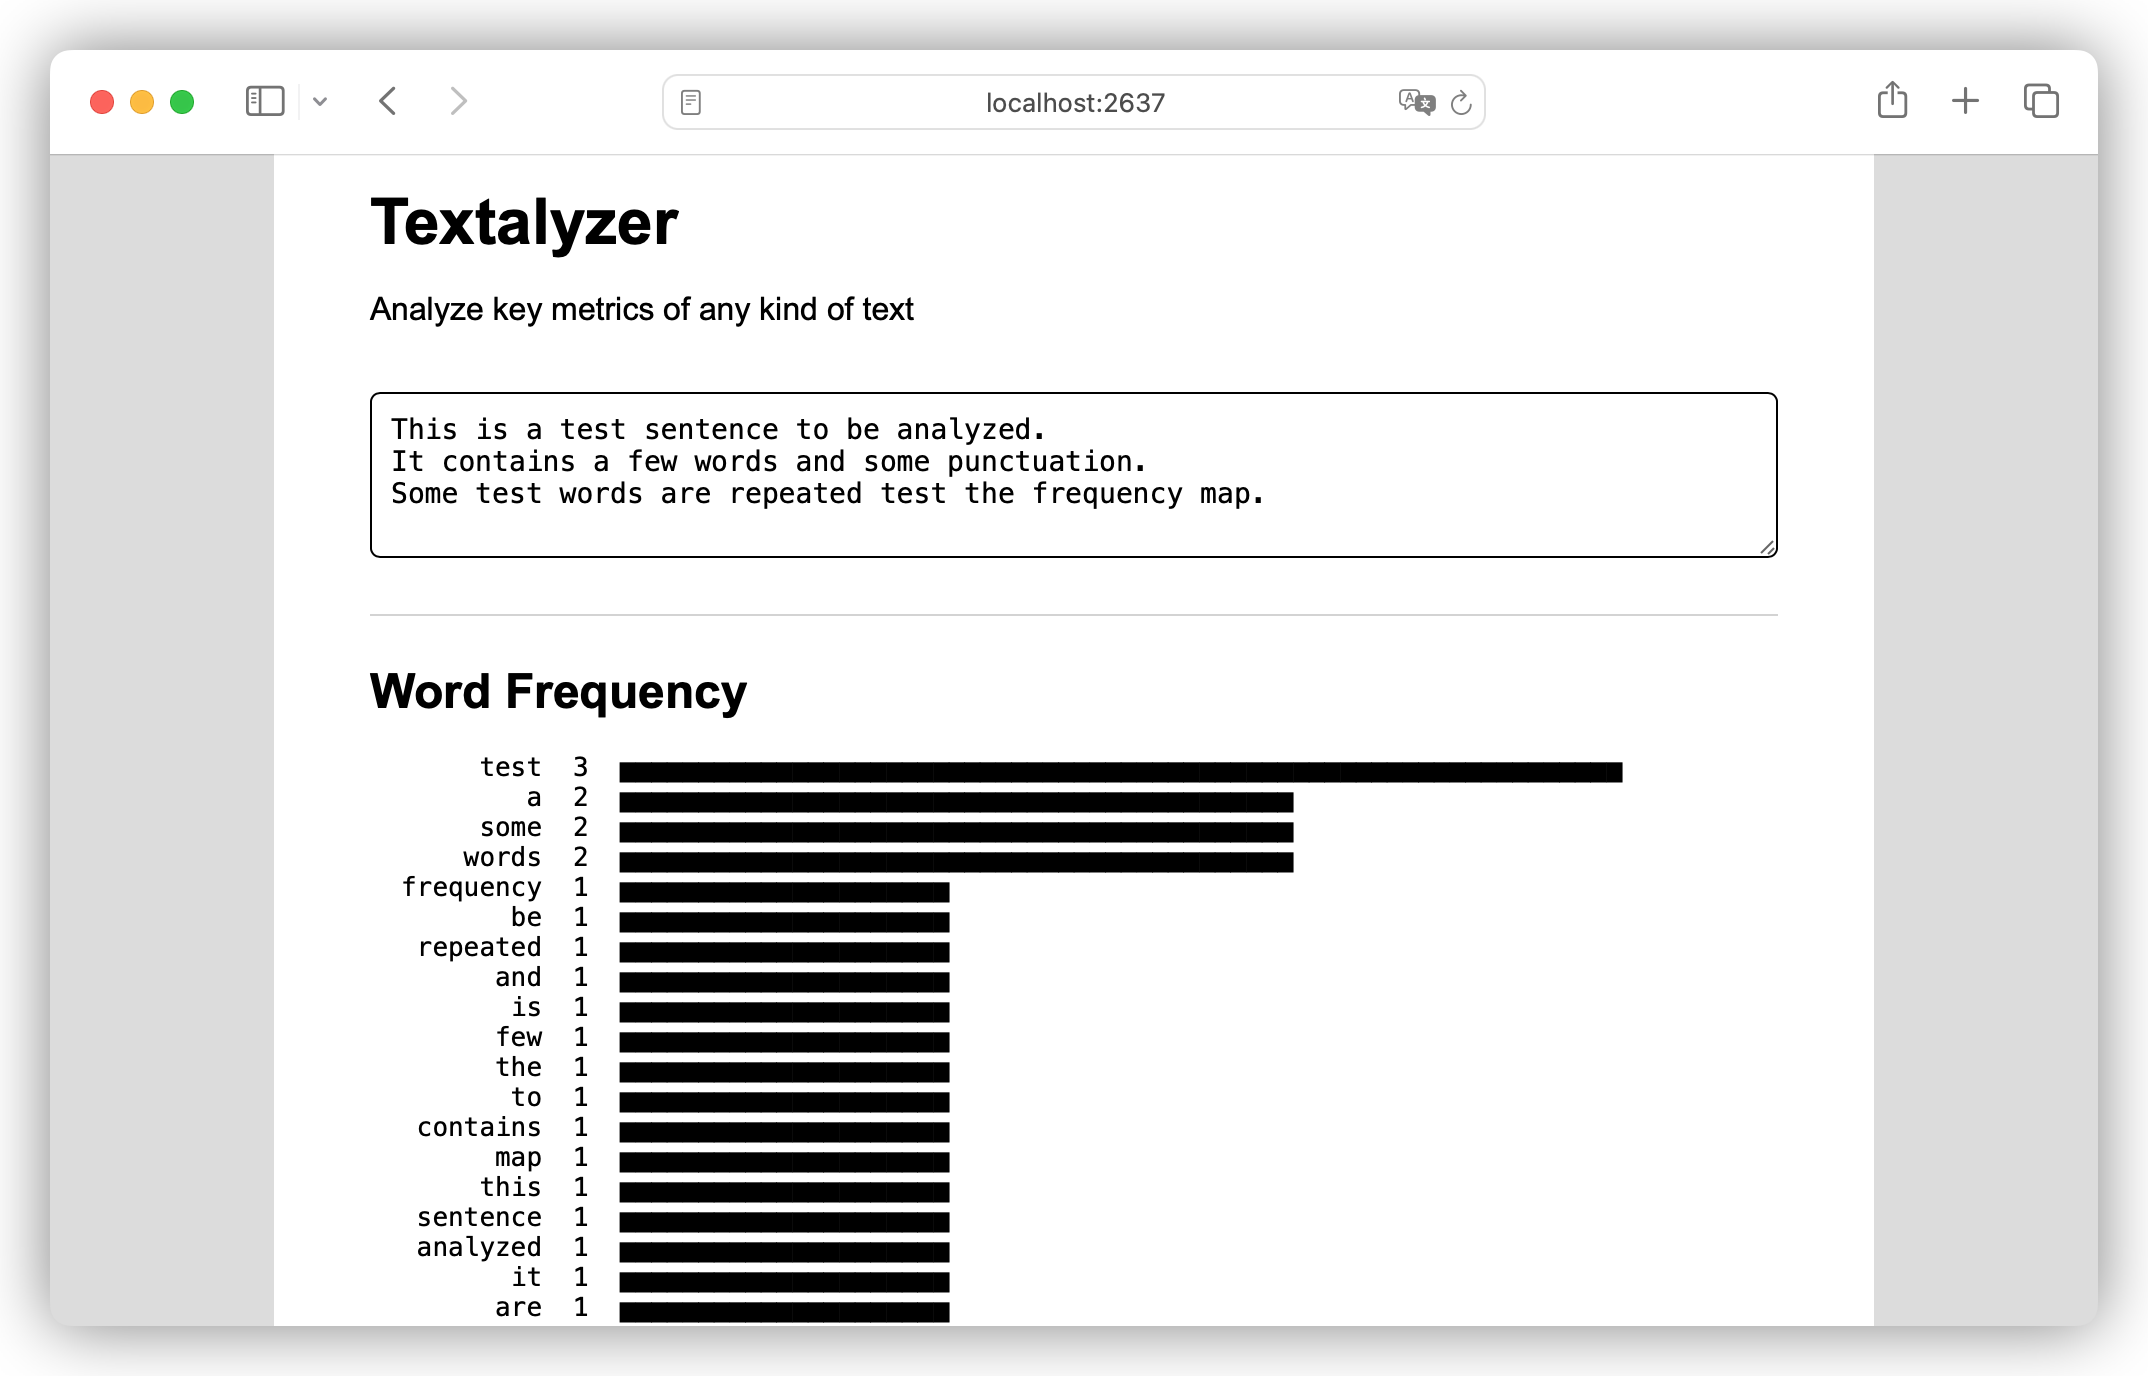 localhost:2637
Textalyzer
Analyze key metrics of any kind of text
This is a test sentence to be analyzed.
It contains a few words and some punctuation.
Some test words are repeated test the frequency map.
Word Frequency
test 3
a 2
some 2
words 2
frequency 1
be 1
repeated 1
and 1
is 1
few 1
the 1
to 1
contains 1
map 1
this 1
sentence 1
analyzed 1
it 1
are 1